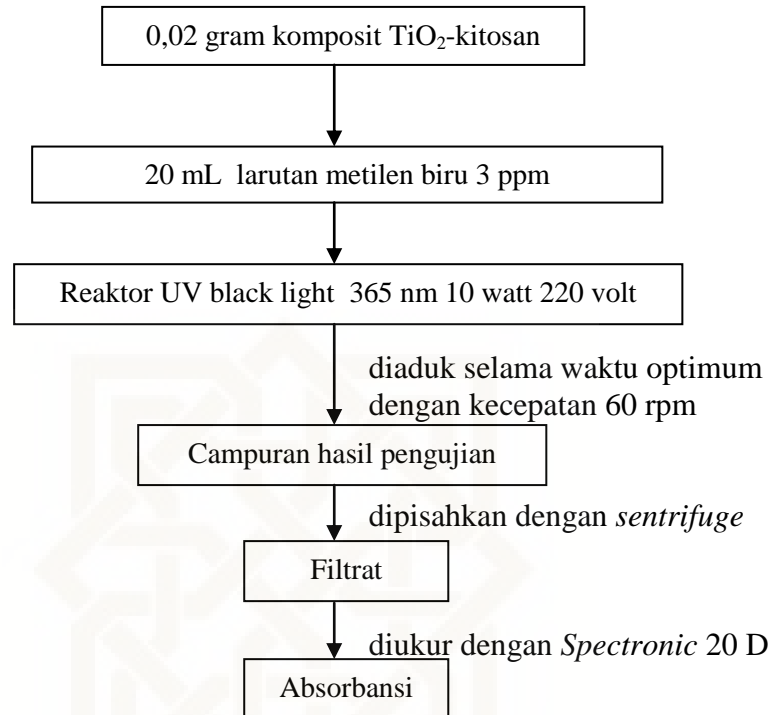 0,02 gram komposit TiO₂-kitosan
20 mL larutan metilen biru 3 ppm
Reaktor UV black light 365 nm 10 watt 220 volt
diaduk selama waktu optimum
dengan kecepatan 60 rpm
Campuran hasil pengujian
dipisahkan dengan sentrifuge
Filtrat
diukur dengan Spectronic 20 D
Absorbansi